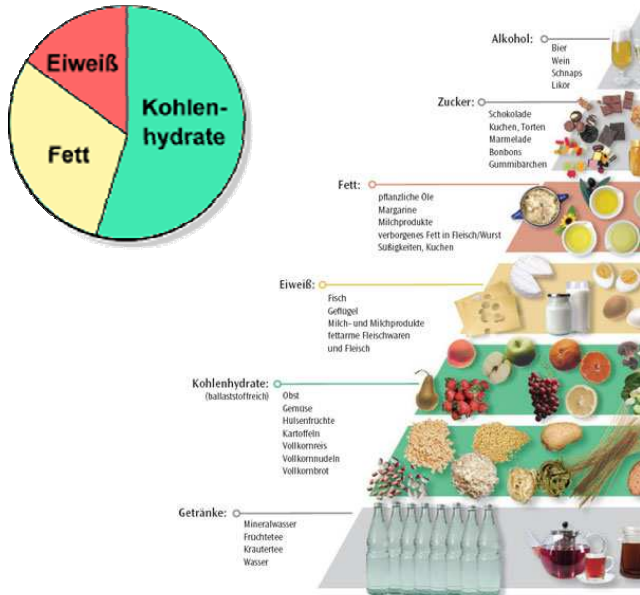 Eiweiß
Kohlen-
hydrate
Fett
Alkohol:
Bier
Wein
Schnaps
Likör
Zucker:
Schokolade
Kuchen, Torten
Marmelade
Bonbons
Gummibärchen
Fett:
pflanzliche Öle
Margarine
Milchprodukte
verborgenes Fett in Fleisch/Wurst
Süßigkeiten, Kuchen
Eiweiß:
Fisch
Geflügel
Milch- und Milchprodukte
fettarme Fleischwaren
und Fleisch
Kohlenhydrate:
(ballaststoffreich)
Obst
Gemüse
Hülsenfrüchte
Kartoffeln
Vollkornreis
Vollkornnudeln
Vollkornbrot
Getränke:
Mineralwasser
Früchtetee
Kräutertee
Wasser